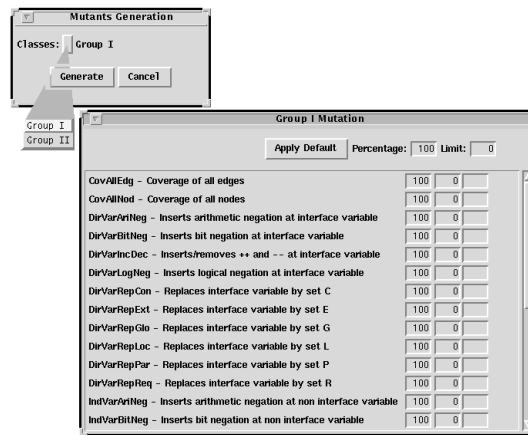 Mutants Generation
Classes: Group I
Generate Cancel
Group I
Group II
Group I Mutation
Apply Default Percentage: 100 Limit: 0
CovAllEdg - Coverage of all edges 100 0
CovAllNod - Coverage of all nodes 100 0
DirVarAriNeg - Inserts arithmetic negation at interface variable 100 0
DirVarBitNeg - Inserts bit negation at interface variable 100 0
DirVarIncDec - Inserts/removes ++ and -- at interface variable 100 0
DirVarLogNeg - Inserts logical negation at interface variable 100 0
DirVarRepCon - Replaces interface variable by set C 100 0
DirVarRepExt - Replaces interface variable by set E 100 0
DirVarRepGlo - Replaces interface variable by set G 100 0
DirVarRepLoc - Replaces interface variable by set L 100 0
DirVarRepPar - Replaces interface variable by set P 100 0
DirVarRepReq - Replaces interface variable by set R 100 0
IndVarAriNeg - Inserts arithmetic negation at non interface variable 100 0
IndVarBitNeg - Inserts bit negation at non interface variable 100 0